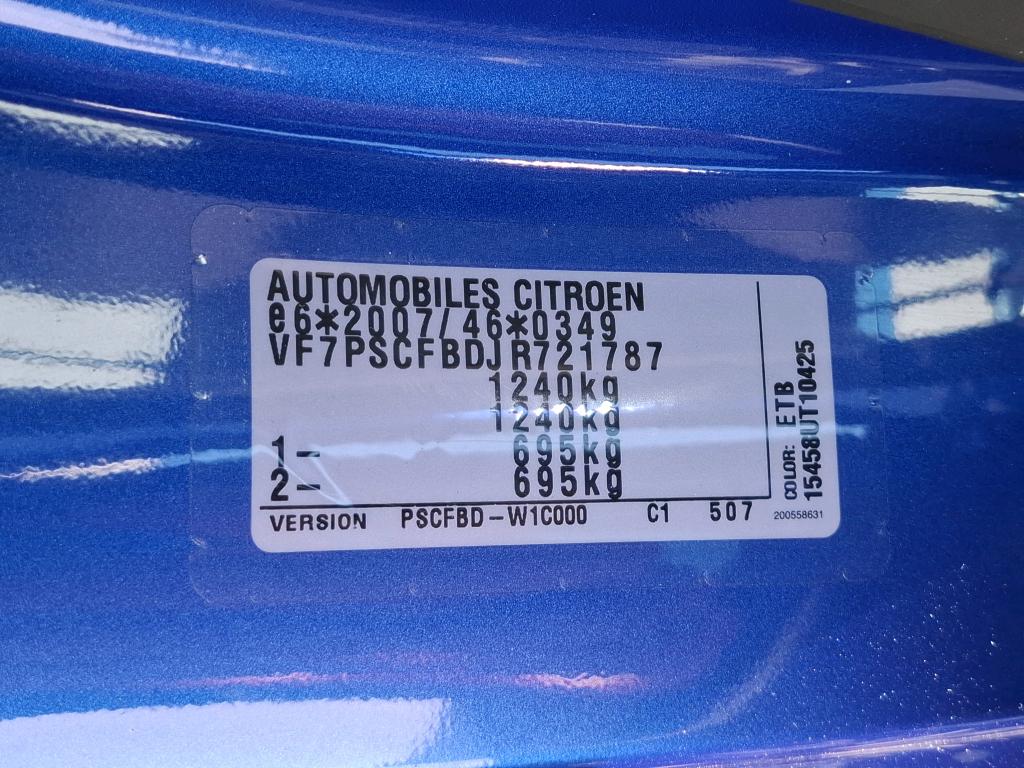 AUTOMOBILES CITROEN
e6*2007/46*0349
VF7PSCFBDJR721787
1240kg
1240kg
1- 695kg
2- 695kg
VERSION PSCFBD-W1C000 C1 507
COLOR: ETB
15458UT10425
200558631